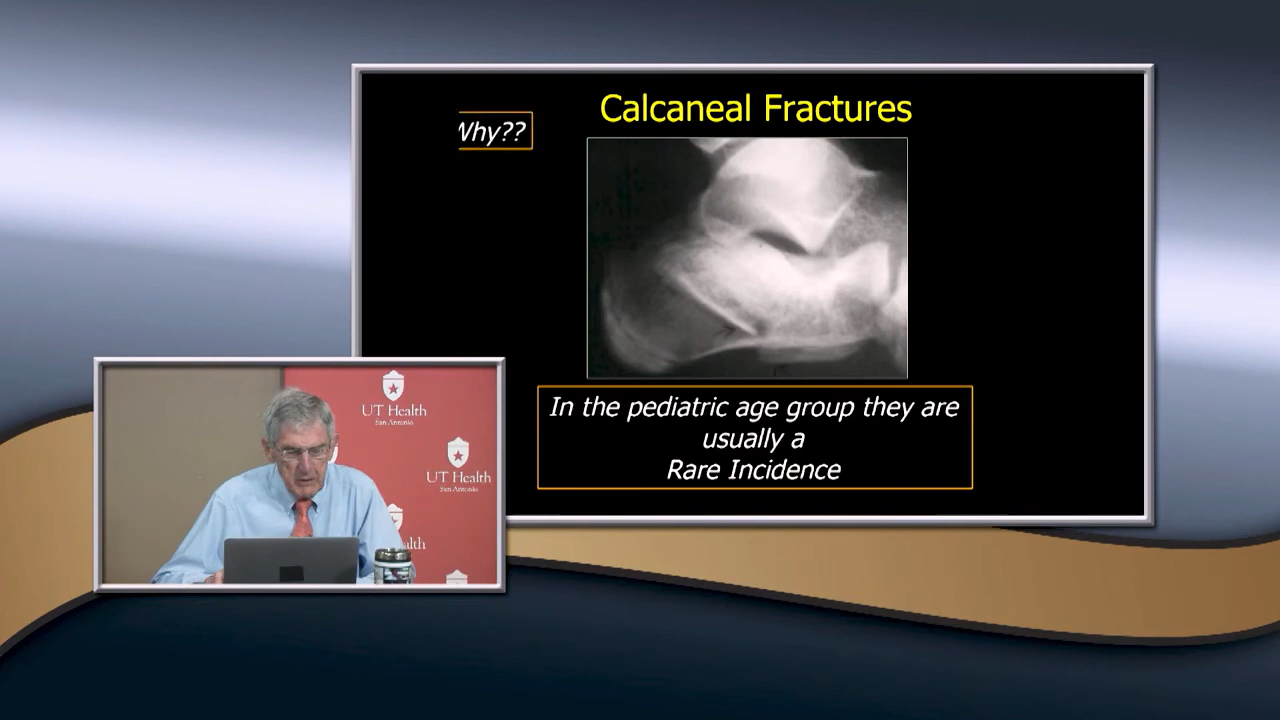 Calcaneal Fractures
Why??
In the pediatric age group they are
usually a
Rare Incidence
UT Health
San Antonio
UT Health
San Antonio
alth